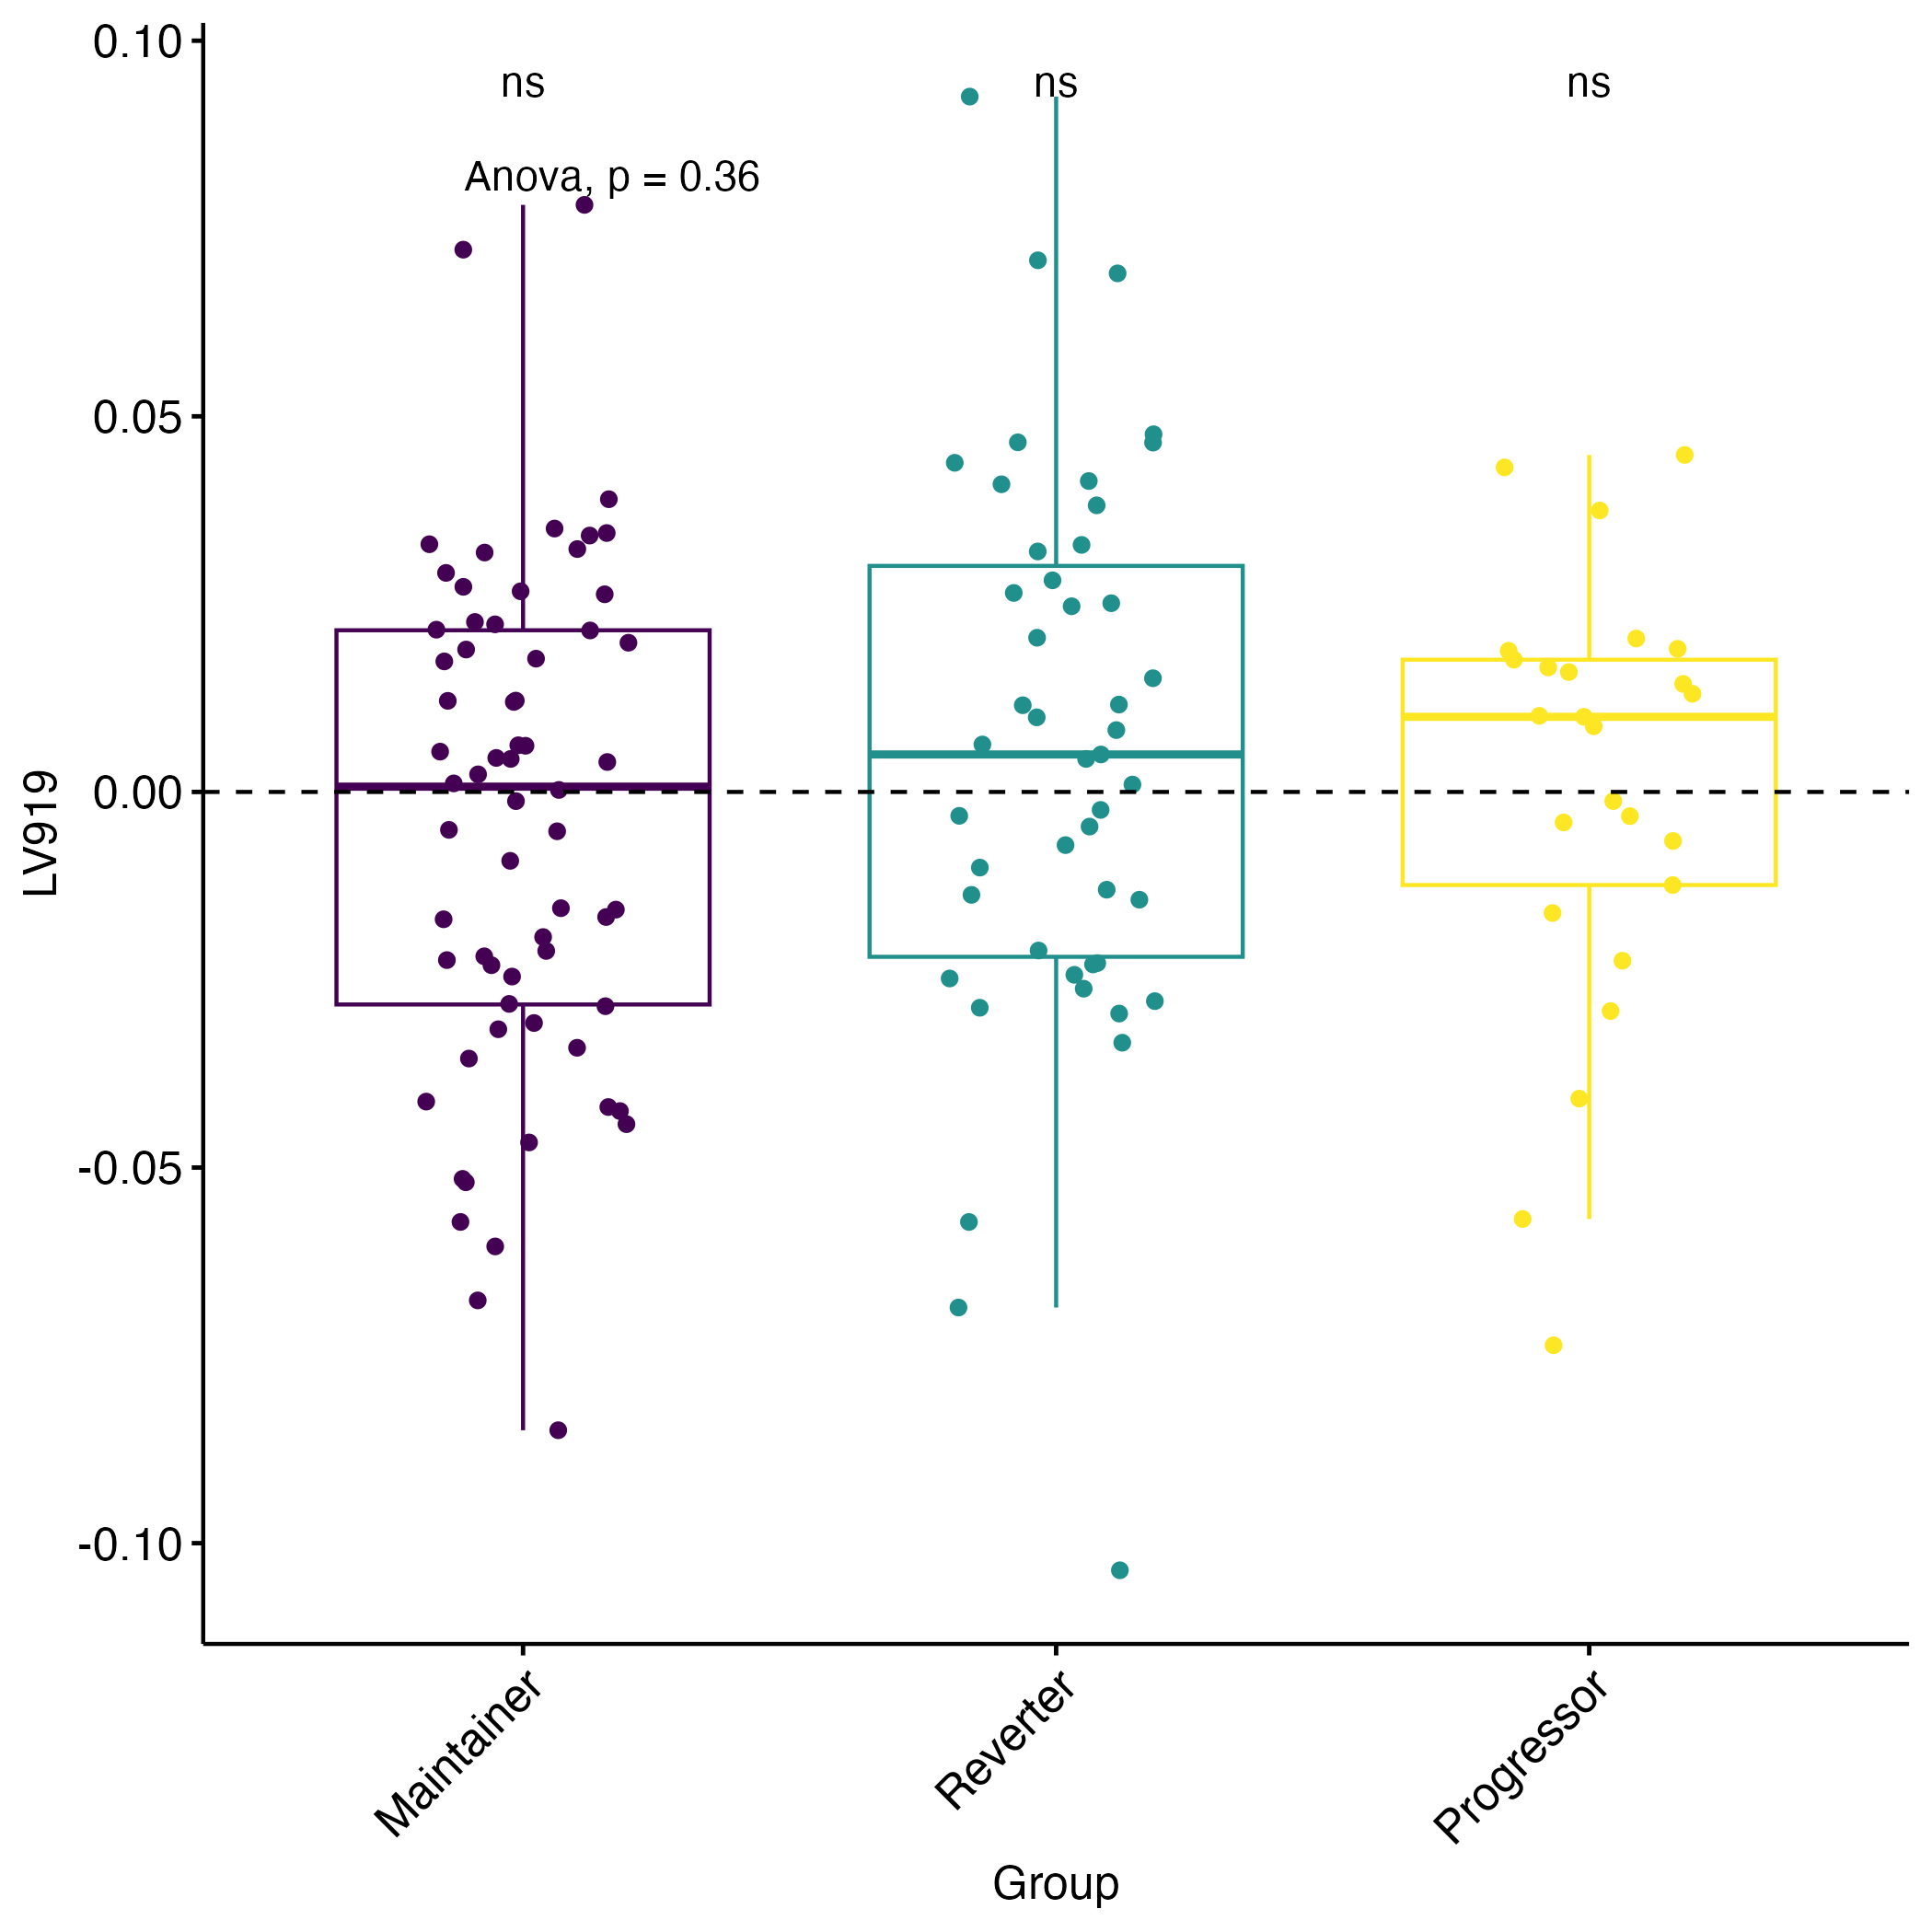 0.10
ns ns ns
Anova, p = 0.36
0.05
0.00
LV919
-0.05
-0.10
Maintainer Reverter Progressor
Group